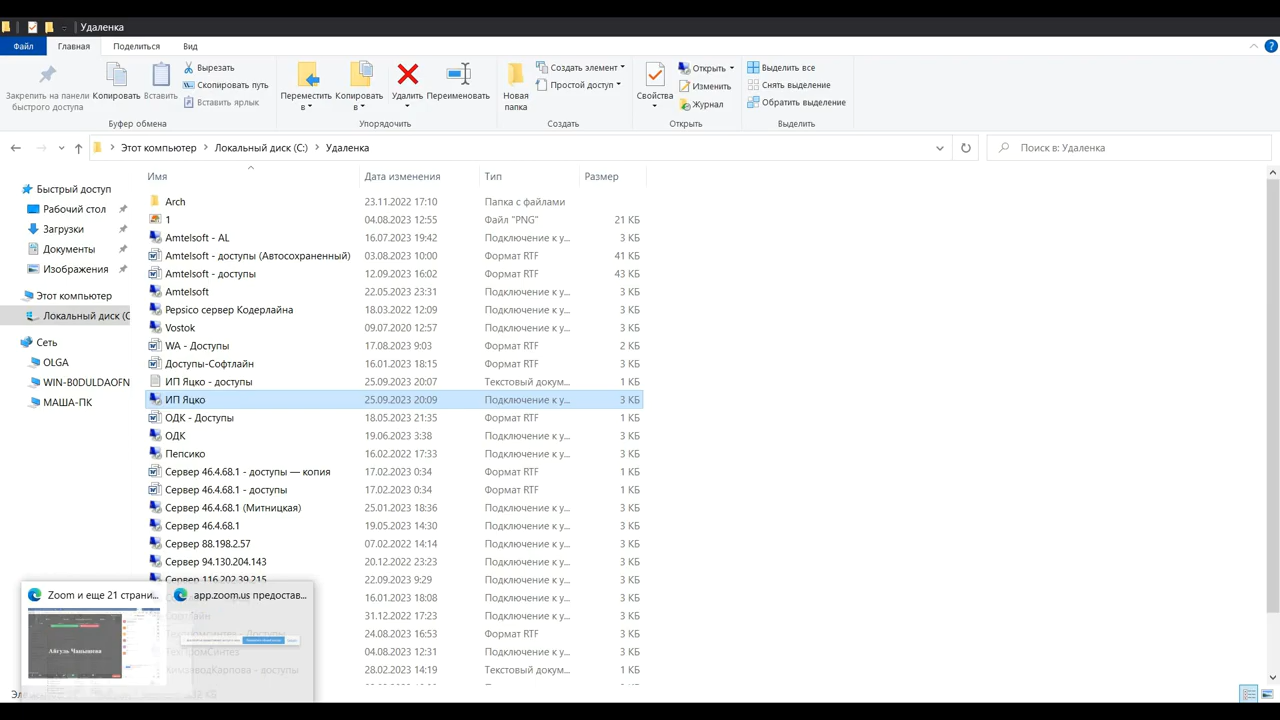 Удаленка
Файл
Главная
Поделиться
Вид
Закрепить на панели быстрого доступа
Копировать
Вставить
Вырезать
Скопировать путь
Вставить ярлык
Буфер обмена
Переместить в
Копировать в
Удалить
Переименовать
Упорядочить
Новая папка
Создать элемент
Простой доступ
Создать
Свойства
Открыть
Изменить
Журнал
Открыть
Выделить все
Снять выделение
Обратить выделение
Выделить
Этот компьютер > Локальный диск (C:) > Удаленка
Поиск в: Удаленка
Быстрый доступ
Рабочий стол
Загрузки
Документы
Изображения
Этот компьютер
Локальный диск (C
Сеть
OLGA
WIN-B0DULDAOFN
МАША-ПК
Имя Дата изменения Тип Размер
Arch 23.11.2022 17:10 Папка с файлами
1 04.08.2023 12:55 Файл "PNG" 21 КБ
Amtelsoft - AL 16.07.2023 19:42 Подключение к у... 3 КБ
Amtelsoft - доступы (Автосохраненный) 03.08.2023 10:00 Формат RTF 41 КБ
Amtelsoft - доступы 12.09.2023 16:02 Формат RTF 43 КБ
Amtelsoft 22.05.2023 23:31 Подключение к у... 3 КБ
Pepsico сервер Кодерлайна 18.03.2022 12:09 Подключение к у... 3 КБ
Vostok 09.07.2020 12:57 Подключение к у... 3 КБ
WA - Доступы 17.08.2023 9:03 Формат RTF 2 КБ
Доступы-Софтлайн 16.01.2023 18:15 Формат RTF 3 КБ
ИП Яцко - доступы 25.09.2023 20:07 Текстовый докум... 1 КБ
ИП Яцко 25.09.2023 20:09 Подключение к у... 3 КБ
ОДК - Доступы 18.05.2023 21:35 Формат RTF 3 КБ
ОДК 19.06.2023 3:38 Подключение к у... 3 КБ
Пепсико 16.02.2022 17:33 Подключение к у... 3 КБ
Сервер 46.4.68.1 - доступы — копия 17.02.2023 0:34 Формат RTF 1 КБ
Сервер 46.4.68.1 - доступы 17.02.2023 0:34 Формат RTF 1 КБ
Сервер 46.4.68.1 (Митницкая) 25.01.2023 18:36 Подключение к у... 3 КБ
Сервер 46.4.68.1 19.05.2023 14:30 Подключение к у... 3 КБ
Сервер 88.198.2.57 07.02.2022 14:14 Подключение к у... 3 КБ
Сервер 94.130.204.143 20.12.2022 23:23 Подключение к у... 3 КБ
Сервер 116.202.39.215 22.09.2023 9:29 Подключение к у... 3 КБ
16.01.2023 18:08 Подключение к у... 3 КБ
31.12.2022 17:23 Подключение к у... 3 КБ
24.08.2023 16:53 Формат RTF 3 КБ
04.08.2023 12:31 Подключение к у... 3 КБ
доступы 28.02.2023 14:19 Текстовый докум... 1 КБ
Zoom и еще 21 страни...
app.zoom.us предостав...
Айгуль Чанышева